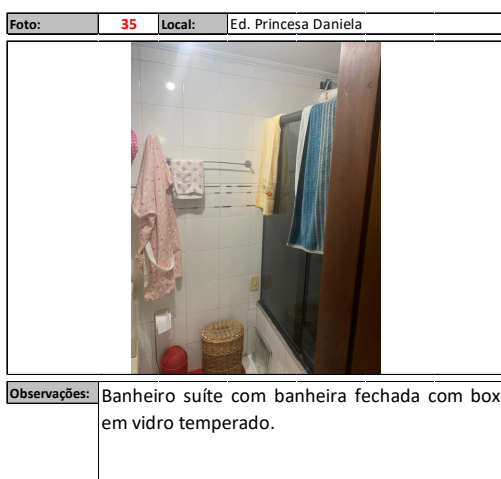 Foto: 35 Local: Ed. Princesa Daniela
Observações: Banheiro suíte com banheira fechada com box
em vidro temperado.